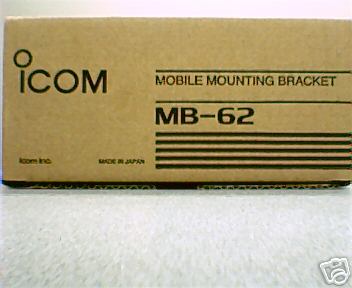 ICOM
MOBILE MOUNTING BRACKET
MB-62
Icom Inc.
MADE IN JAPAN